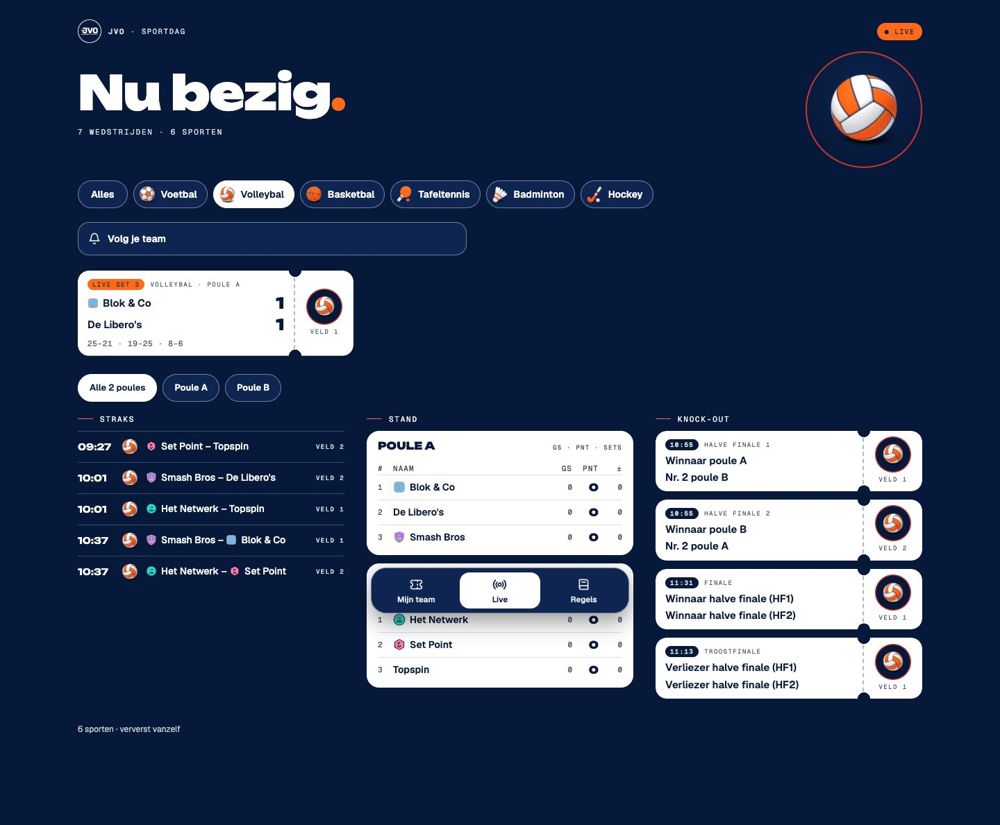 JVO JVO · SPORTDAG
LIVE
Nu bezig.
7 WEDSTRIJDEN · 6 SPORTEN
Alles Voetbal Volleybal Basketbal Tafeltennis Badminton Hockey
Volg je team
LIVE SET 3 VOLLEYBAL · POULE A
Blok & Co 1
De Libero's 1
25–21 · 19–25 · 8–6
VELD 1
Alle 2 poules Poule A Poule B
STRAKS
09:27 Set Point – Topspin VELD 2
10:01 Smash Bros – De Libero's VELD 2
10:01 Het Netwerk – Topspin VELD 1
10:37 Smash Bros – Blok & Co VELD 1
10:37 Het Netwerk – Set Point VELD 2
STAND
POULE A GS · PNT · SETS
# NAAM GS PNT ±
1 Blok & Co 0 0 0
2 De Libero's 0 0 0
3 Smash Bros 0 0 0
Mijn team Live Regels
1 Het Netwerk 0 0 0
2 Set Point 0 0 0
3 Topspin 0 0 0
KNOCK-OUT
10:55 HALVE FINALE 1
Winnaar poule A
Nr. 2 poule B
VELD 1
10:55 HALVE FINALE 2
Winnaar poule B
Nr. 2 poule A
VELD 2
11:31 FINALE
Winnaar halve finale (HF1)
Winnaar halve finale (HF2)
VELD 1
11:13 TROOSTFINALE
Verliezer halve finale (HF1)
Verliezer halve finale (HF2)
VELD 1
6 sporten · ververst vanzelf